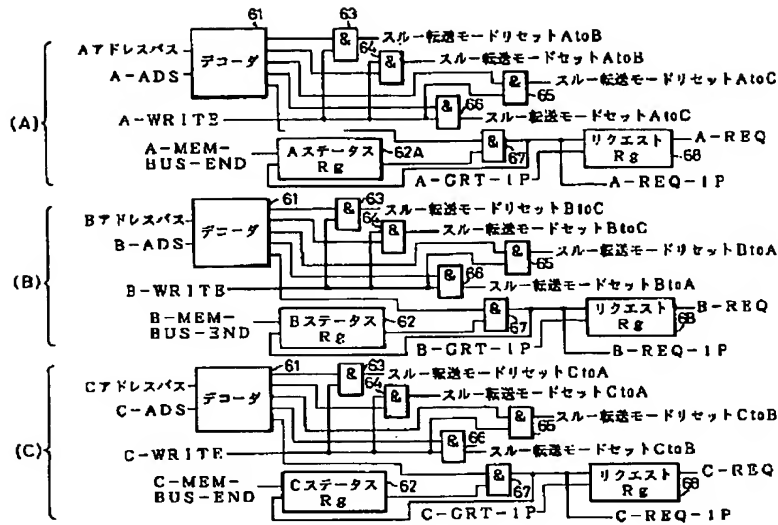 (A)
61
63
Aアドレスバス
デコーダ
&
スルー転送モードリセットAtoB
64
&
スルー転送モードセットAtoB
A-ADS
&
スルー転送モードリセットAtoC
65
66
A-WRITE
&
スルー転送モードセットAtoC
A-MEM-
BUS-END
Aステータス
Rg
62A
&
67
リクエスト
Rg
68
A-REQ
A-GRT-1P
A-REQ-1P
(B)
61
63
Bアドレスバス
デコーダ
&
スルー転送モードリセットBtoC
64
&
スルー転送モードセットBtoC
B-ADS
&
スルー転送モードリセットBtoA
65
66
B-WRITE
&
スルー転送モードセットBtoA
B-MEM-
BUS-END
Bステータス
Rg
62
&
67
リクエスト
Rg
68
B-REQ
B-GRT-1P
B-REQ-1P
(C)
61
63
Cアドレスバス
デコーダ
&
スルー転送モードリセットCtoA
64
&
スルー転送モードセットCtoA
C-ADS
&
スルー転送モードリセットCtoB
65
66
C-WRITE
&
スルー転送モードセットCtoB
C-MEM-
BUS-END
Cステータス
Rg
62
&
67
リクエスト
Rg
68
C-REQ
C-GRT-1P
C-REQ-1P